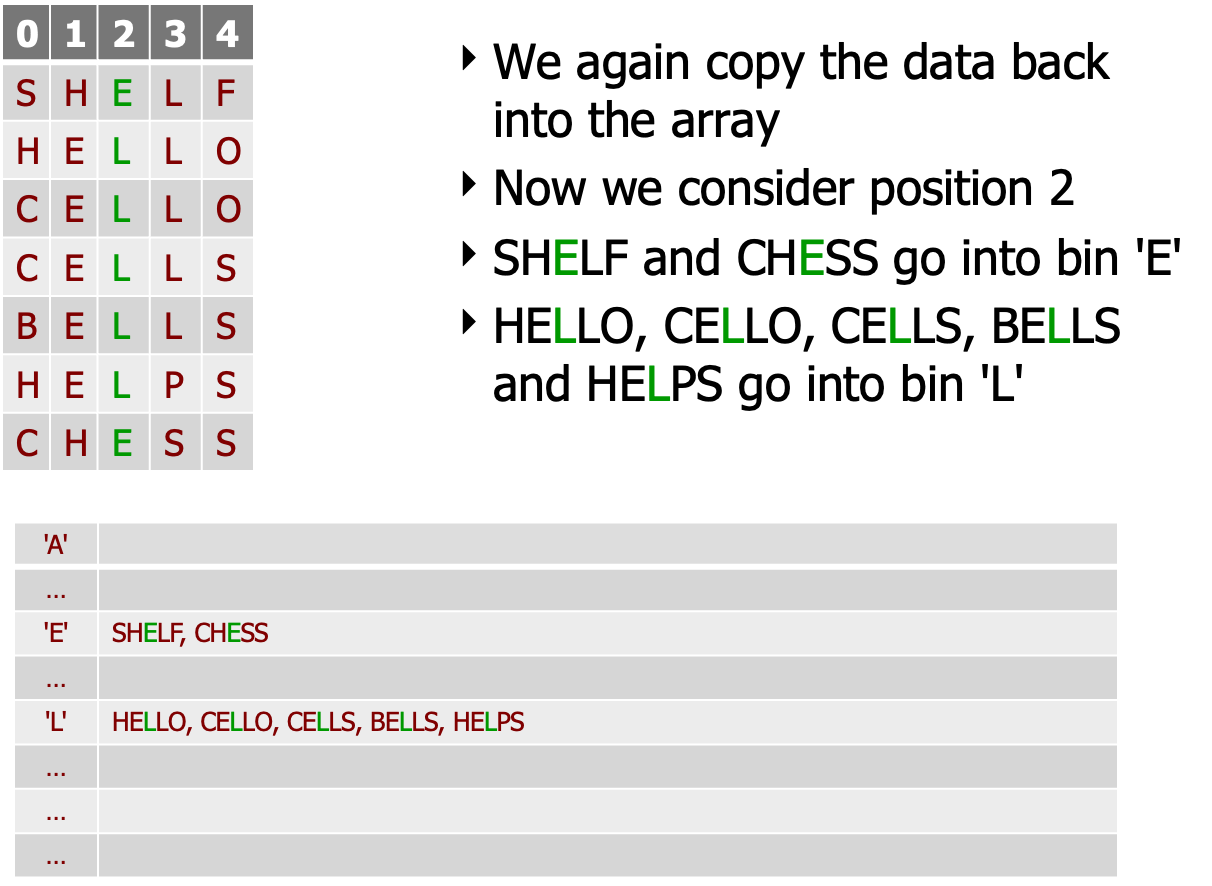 0 1 2 3 4
S H E L F
H E L L O
C E L L O
C E L L S
B E L L S
H E L P S
C H E S S
‣ We again copy the data back
into the array
‣ Now we consider position 2
‣ SHELF and CHESS go into bin 'E'
‣ HELLO, CELLO, CELLS, BELLS
and HELPS go into bin 'L'
'A'
...
'E' SHELF, CHESS
...
'L' HELLO, CELLO, CELLS, BELLS, HELPS
...
...
...